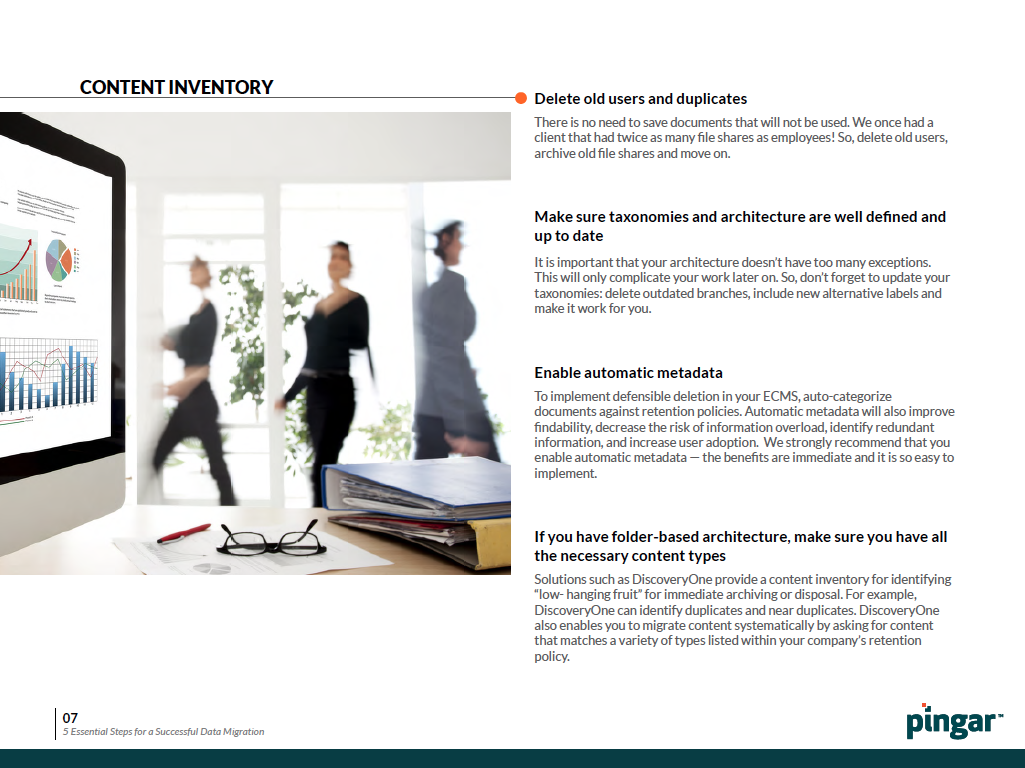 CONTENT INVENTORY
Delete old users and duplicates
There is no need to save documents that will not be used. We once had a
client that had twice as many file shares as employees! So, delete old users,
archive old file shares and move on.
Make sure taxonomies and architecture are well defined and
up to date
It is important that your architecture doesn’t have too many exceptions.
This will only complicate your work later on. So, don’t forget to update your
taxonomies: delete outdated branches, include new alternative labels and
make it work for you.
Enable automatic metadata
To implement defensible deletion in your ECMS, auto-categorize
documents against retention policies. Automatic metadata will also improve
findability, decrease the risk of information overload, identify redundant
information, and increase user adoption.  We strongly recommend that you
enable automatic metadata — the benefits are immediate and it is so easy to
implement.
If you have folder-based architecture, make sure you have all
the necessary content types
Solutions such as DiscoveryOne provide a content inventory for identifying
“low- hanging fruit” for immediate archiving or disposal. For example,
DiscoveryOne can identify duplicates and near duplicates. DiscoveryOne
also enables you to migrate content systematically by asking for content
that matches a variety of types listed within your company’s retention
policy.
07
5 Essential Steps for a Successful Data Migration
pingar™